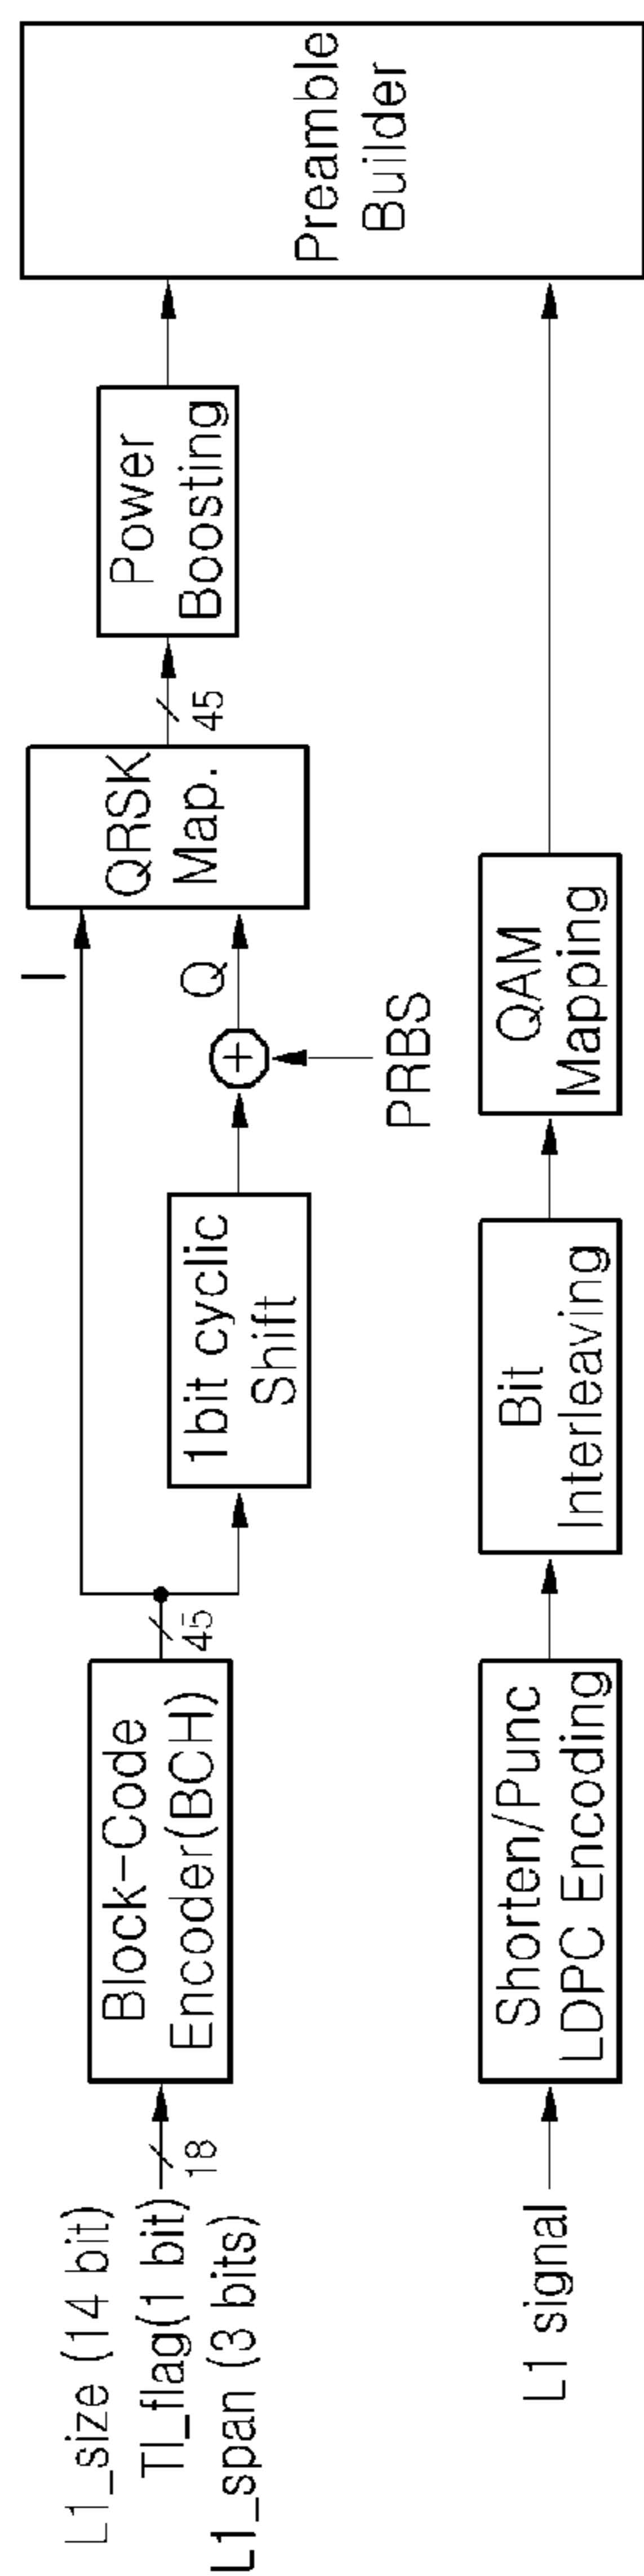 L1_size (14 bit)
TI_flag(1 bit)
L1_span (3 bits)
18
Block-Code
Encoder(BCH)
45
I
1bit cyclic
Shift
Q
PRBS
QRSK
Map.
45
Power
Boosting
Preamble
Builder
L1 signal
Shorten/Punc
LDPC Encoding
Bit
Interleaving
QAM
Mapping